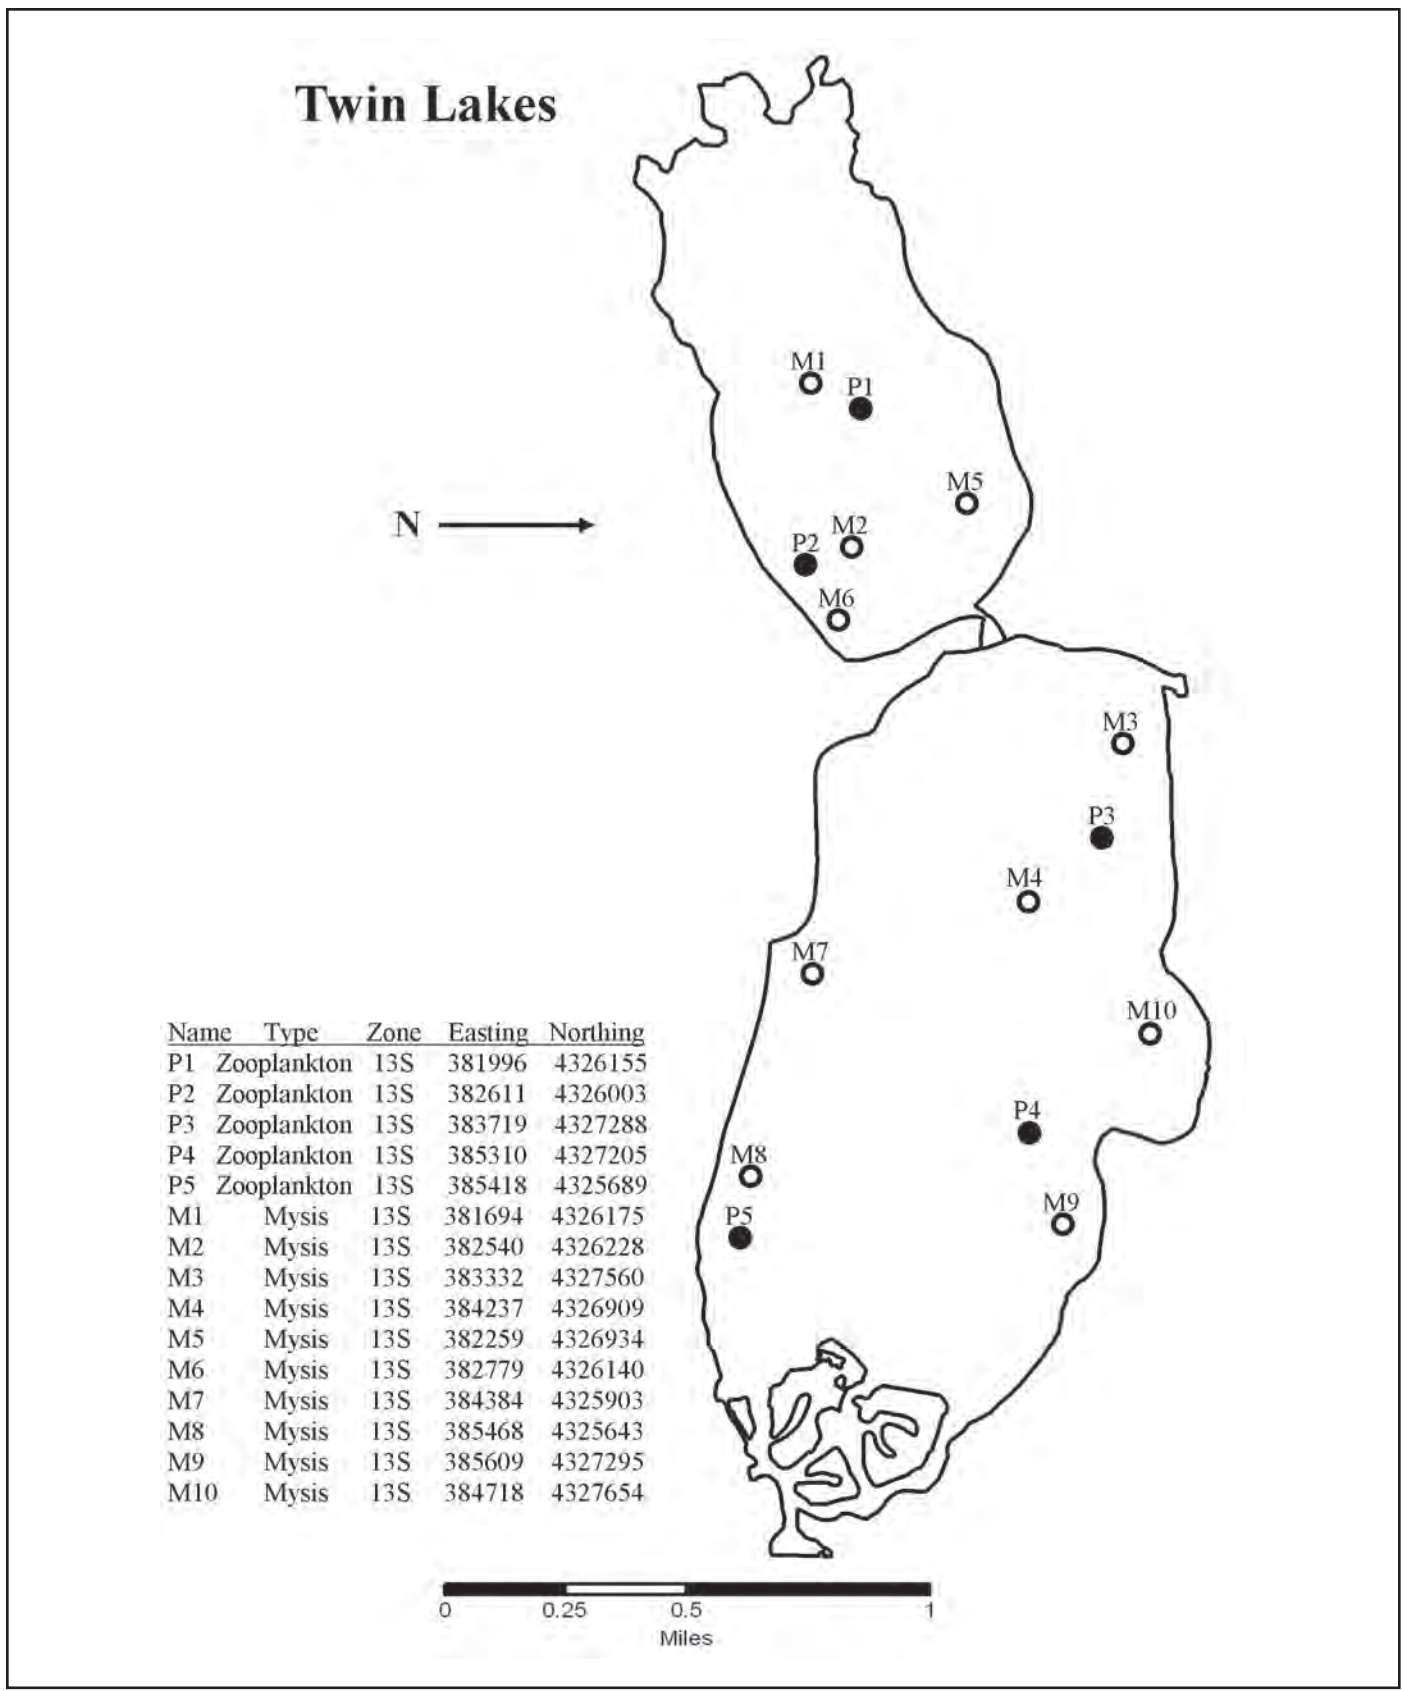 Twin Lakes
M1
P1
M5
N
M2
P2
M6
M3
P3
M4
M7
M10
P4
M8
M9
P5
Name Type Zone Easting Northing
P1 Zooplankton 13S 381996 4326155
P2 Zooplankton 13S 382611 4326003
P3 Zooplankton 13S 383719 4327288
P4 Zooplankton 13S 385310 4327205
P5 Zooplankton 13S 385418 4325689
M1 Mysis 13S 381694 4326175
M2 Mysis 13S 382540 4326228
M3 Mysis 13S 383332 4327560
M4 Mysis 13S 384237 4326909
M5 Mysis 13S 382259 4326934
M6 Mysis 13S 382779 4326140
M7 Mysis 13S 384384 4325903
M8 Mysis 13S 385468 4325643
M9 Mysis 13S 385609 4327295
M10 Mysis 13S 384718 4327654
0 0.25 0.5 1
Miles